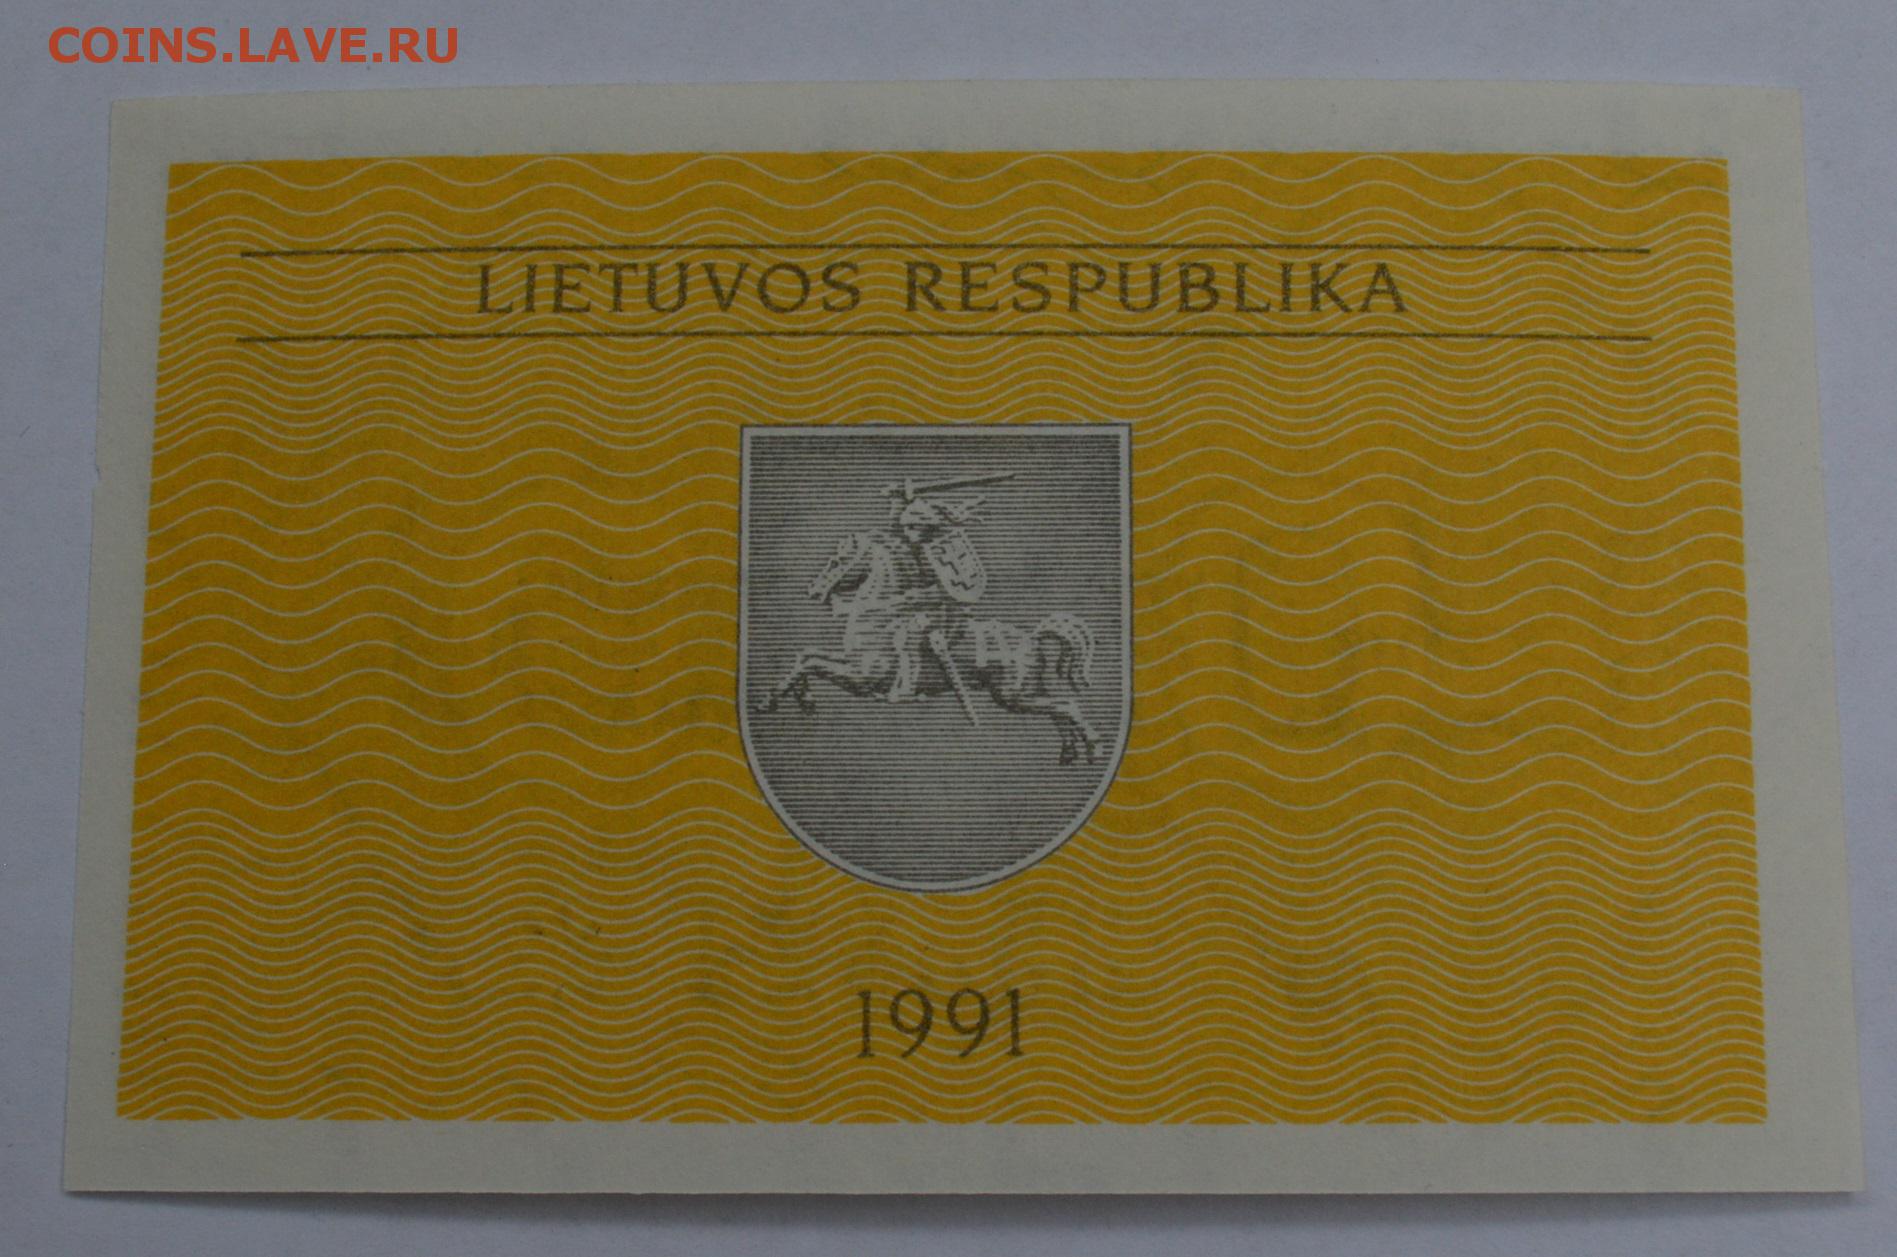 COINS.LAVE.RU
LIETUVOS RESPUBLIKA
1991